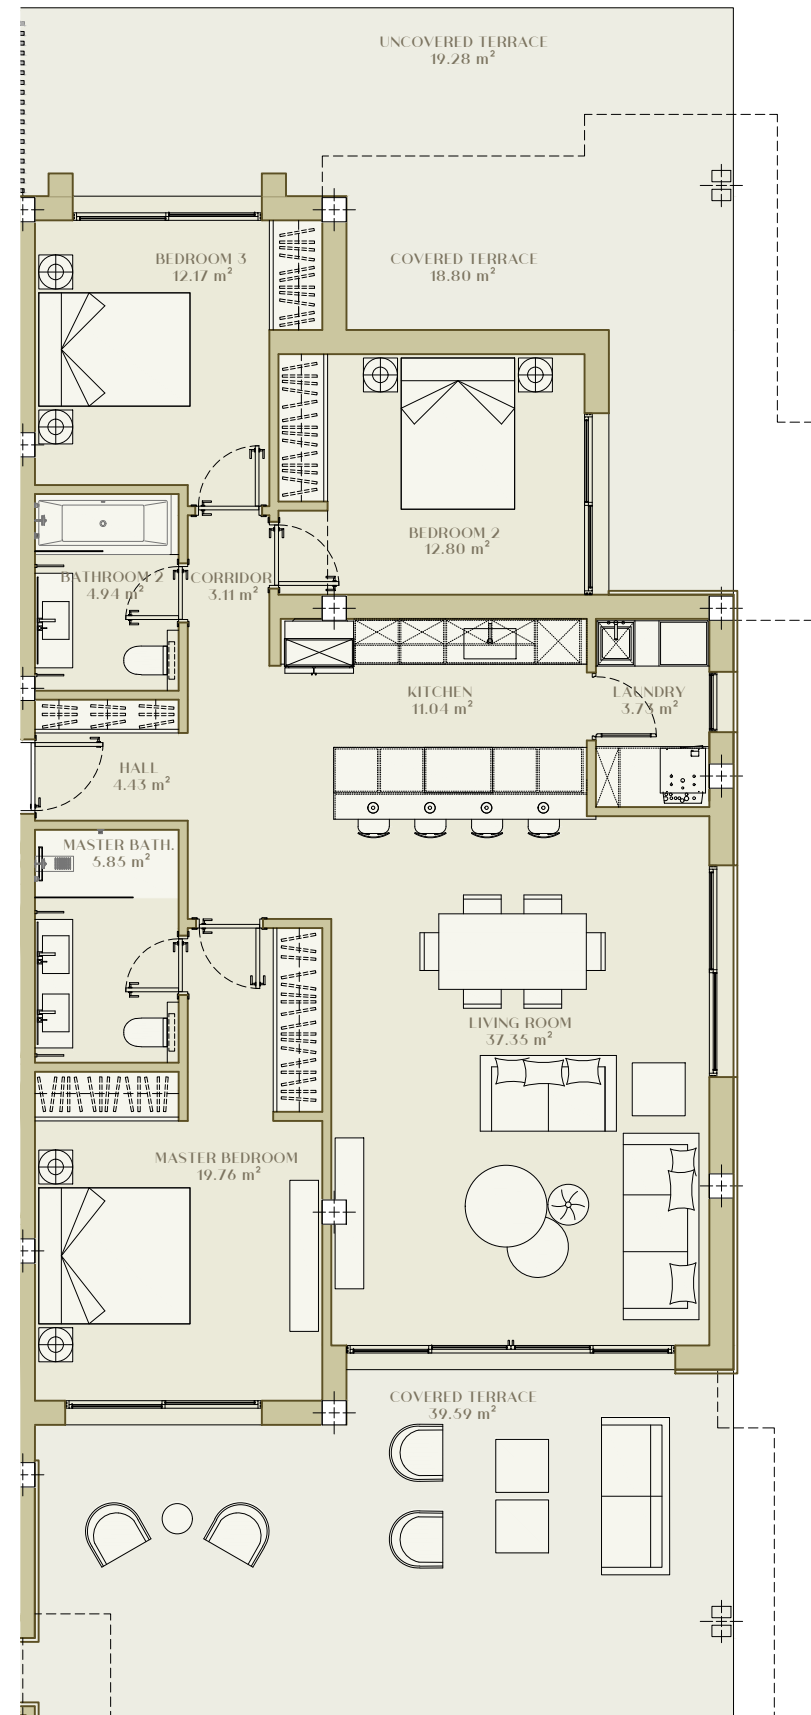 UNCOVERED TERRACE
19.28 m²
BEDROOM 3
12.17 m²
COVERED TERRACE
18.80 m²
BEDROOM 2
12.80 m²
BATHROOM 2
4.94 m²
CORRIDOR
3.11 m²
KITCHEN
11.04 m²
LAUNDRY
3.73 m²
HALL
4.43 m²
MASTER BATH.
5.85 m²
LIVING ROOM
37.35 m²
MASTER BEDROOM
19.76 m²
COVERED TERRACE
39.59 m²